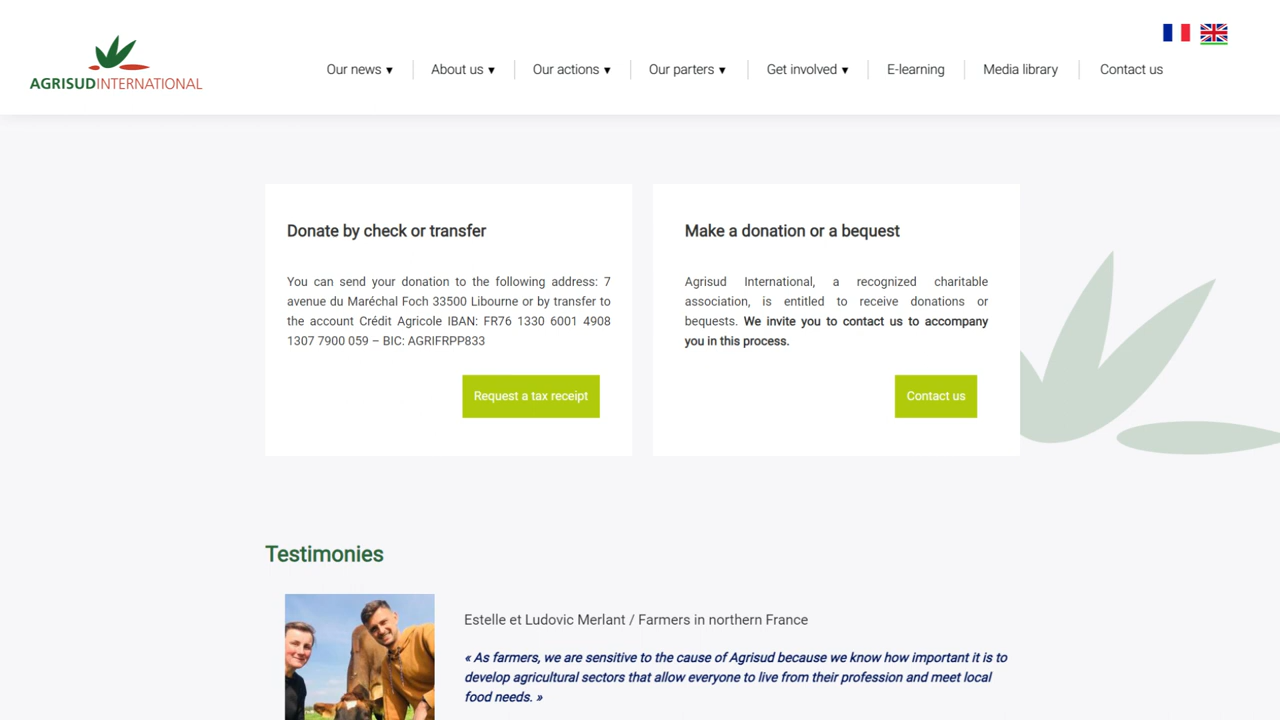 AGRISUDINTERNATIONAL
Our news ▾
About us ▾
Our actions ▾
Our parters ▾
Get involved ▾
E-learning
Media library
Contact us
Donate by check or transfer
You can send your donation to the following address: 7
avenue du Maréchal Foch 33500 Libourne or by transfer to
the account Crédit Agricole IBAN: FR76 1330 6001 4908
1307 7900 059 – BIC: AGRIFRPP833
Request a tax receipt
Make a donation or a bequest
Agrisud International, a recognized charitable
association, is entitled to receive donations or
bequests. We invite you to contact us to accompany
you in this process.
Contact us
Testimonies
Estelle et Ludovic Merlant / Farmers in northern France
« As farmers, we are sensitive to the cause of Agrisud because we know how important it is to
develop agricultural sectors that allow everyone to live from their profession and meet local
food needs. »